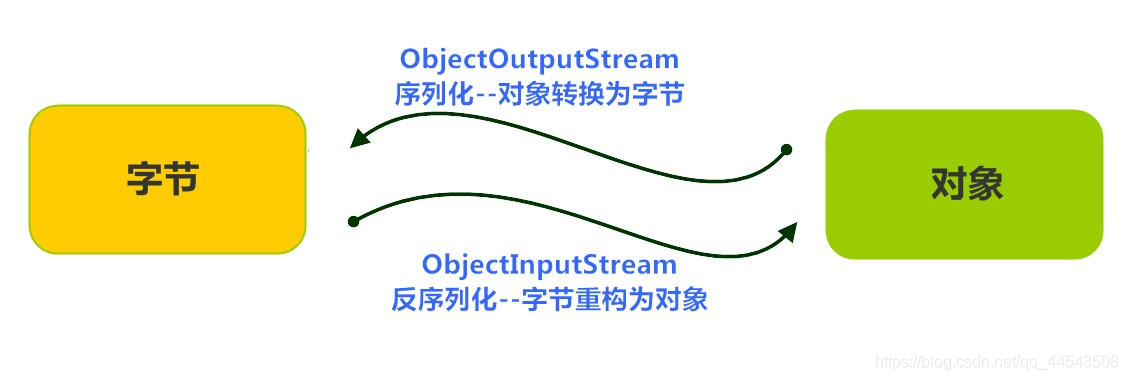 ObjectOutputStream
序列化--对象转换为字节
字节
对象
ObjectInputStream
反序列化--字节重构为对象
https://blog.csdn.net/qq_44543508